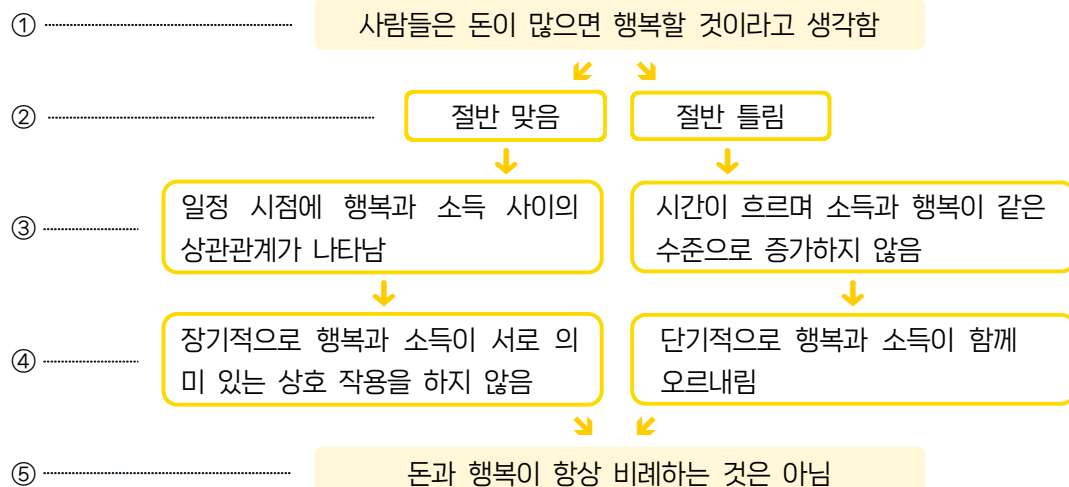 ① 사람들은 돈이 많으면 행복할 것이라고 생각함
② 절반 맞음 절반 틀림
③ 일정 시점에 행복과 소득 사이의
상관관계가 나타남
시간이 흐르며 소득과 행복이 같은
수준으로 증가하지 않음
④ 장기적으로 행복과 소득이 서로 의
미 있는 상호 작용을 하지 않음
단기적으로 행복과 소득이 함께
오르내림
⑤ 돈과 행복이 항상 비례하는 것은 아님